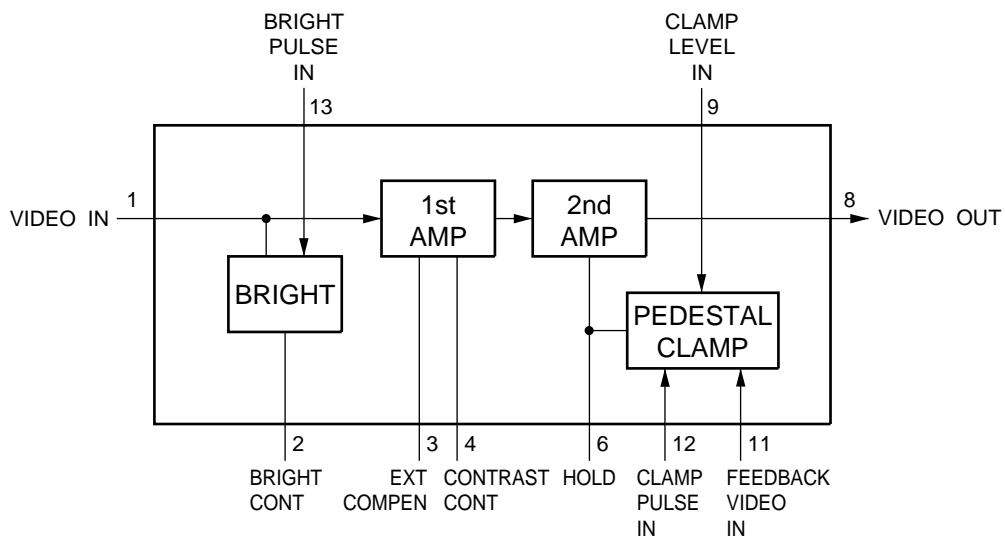 BRIGHT
PULSE
IN
CLAMP
LEVEL
IN
13
9
1
VIDEO IN
1st
AMP
2nd
AMP
8
VIDEO OUT
BRIGHT
PEDESTAL
CLAMP
2
3
4
6
12
11
BRIGHT
CONT
EXT
COMPEN
CONTRAST
CONT
HOLD
CLAMP
PULSE
IN
FEEDBACK
VIDEO
IN